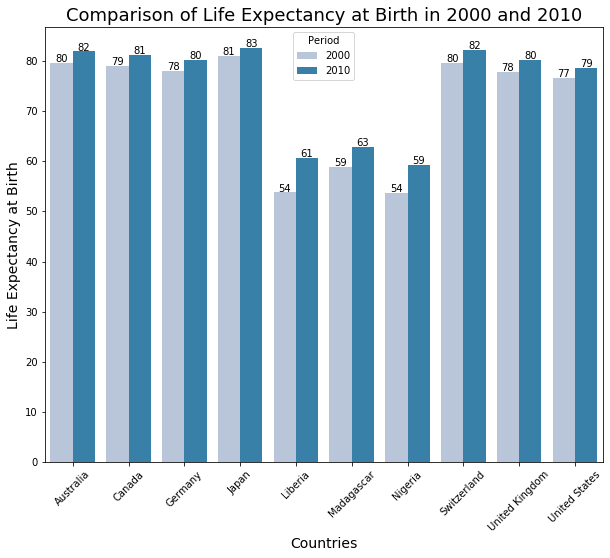 Comparison of Life Expectancy at Birth in 2000 and 2010
Period
2000
2010
Life Expectancy at Birth
80
70
60
50
40
30
20
10
0
80 82 79 81 78 80 81 83 54 61 59 63 54 59 80 82 78 80 77 79
Australia Canada Germany Japan Liberia Madagascar Nigeria Switzerland United Kingdom United States
Countries